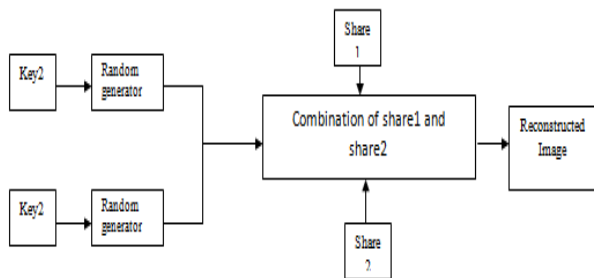 Share
1
Key2
Random
generator
Combination of share1 and
share2
Reconstructed
Image
Key2
Random
generator
Share
2